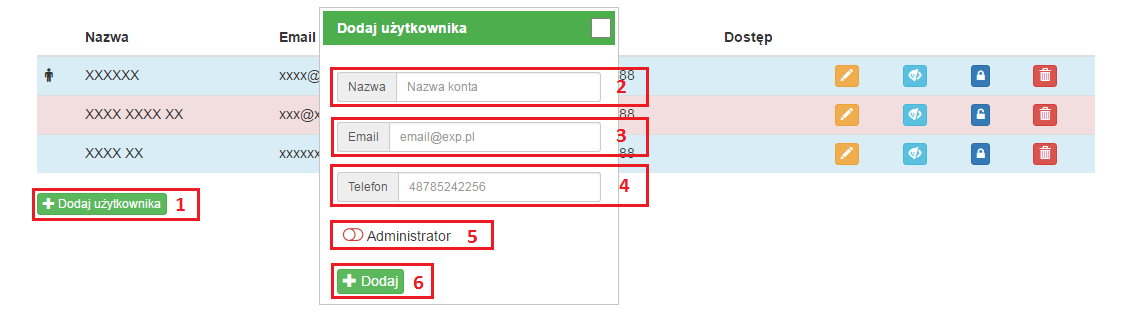 Nazwa Email Dostęp
XXXXXX xxxx@ 88
XXXX XXXX XX xxx@x 88
XXXX XX xxxxxx 88
Dodaj użytkownika 1
Dodaj użytkownika
Nazwa Nazwa konta 2
Email email@exp.pl 3
Telefon 48785242256 4
Administrator 5
Dodaj 6